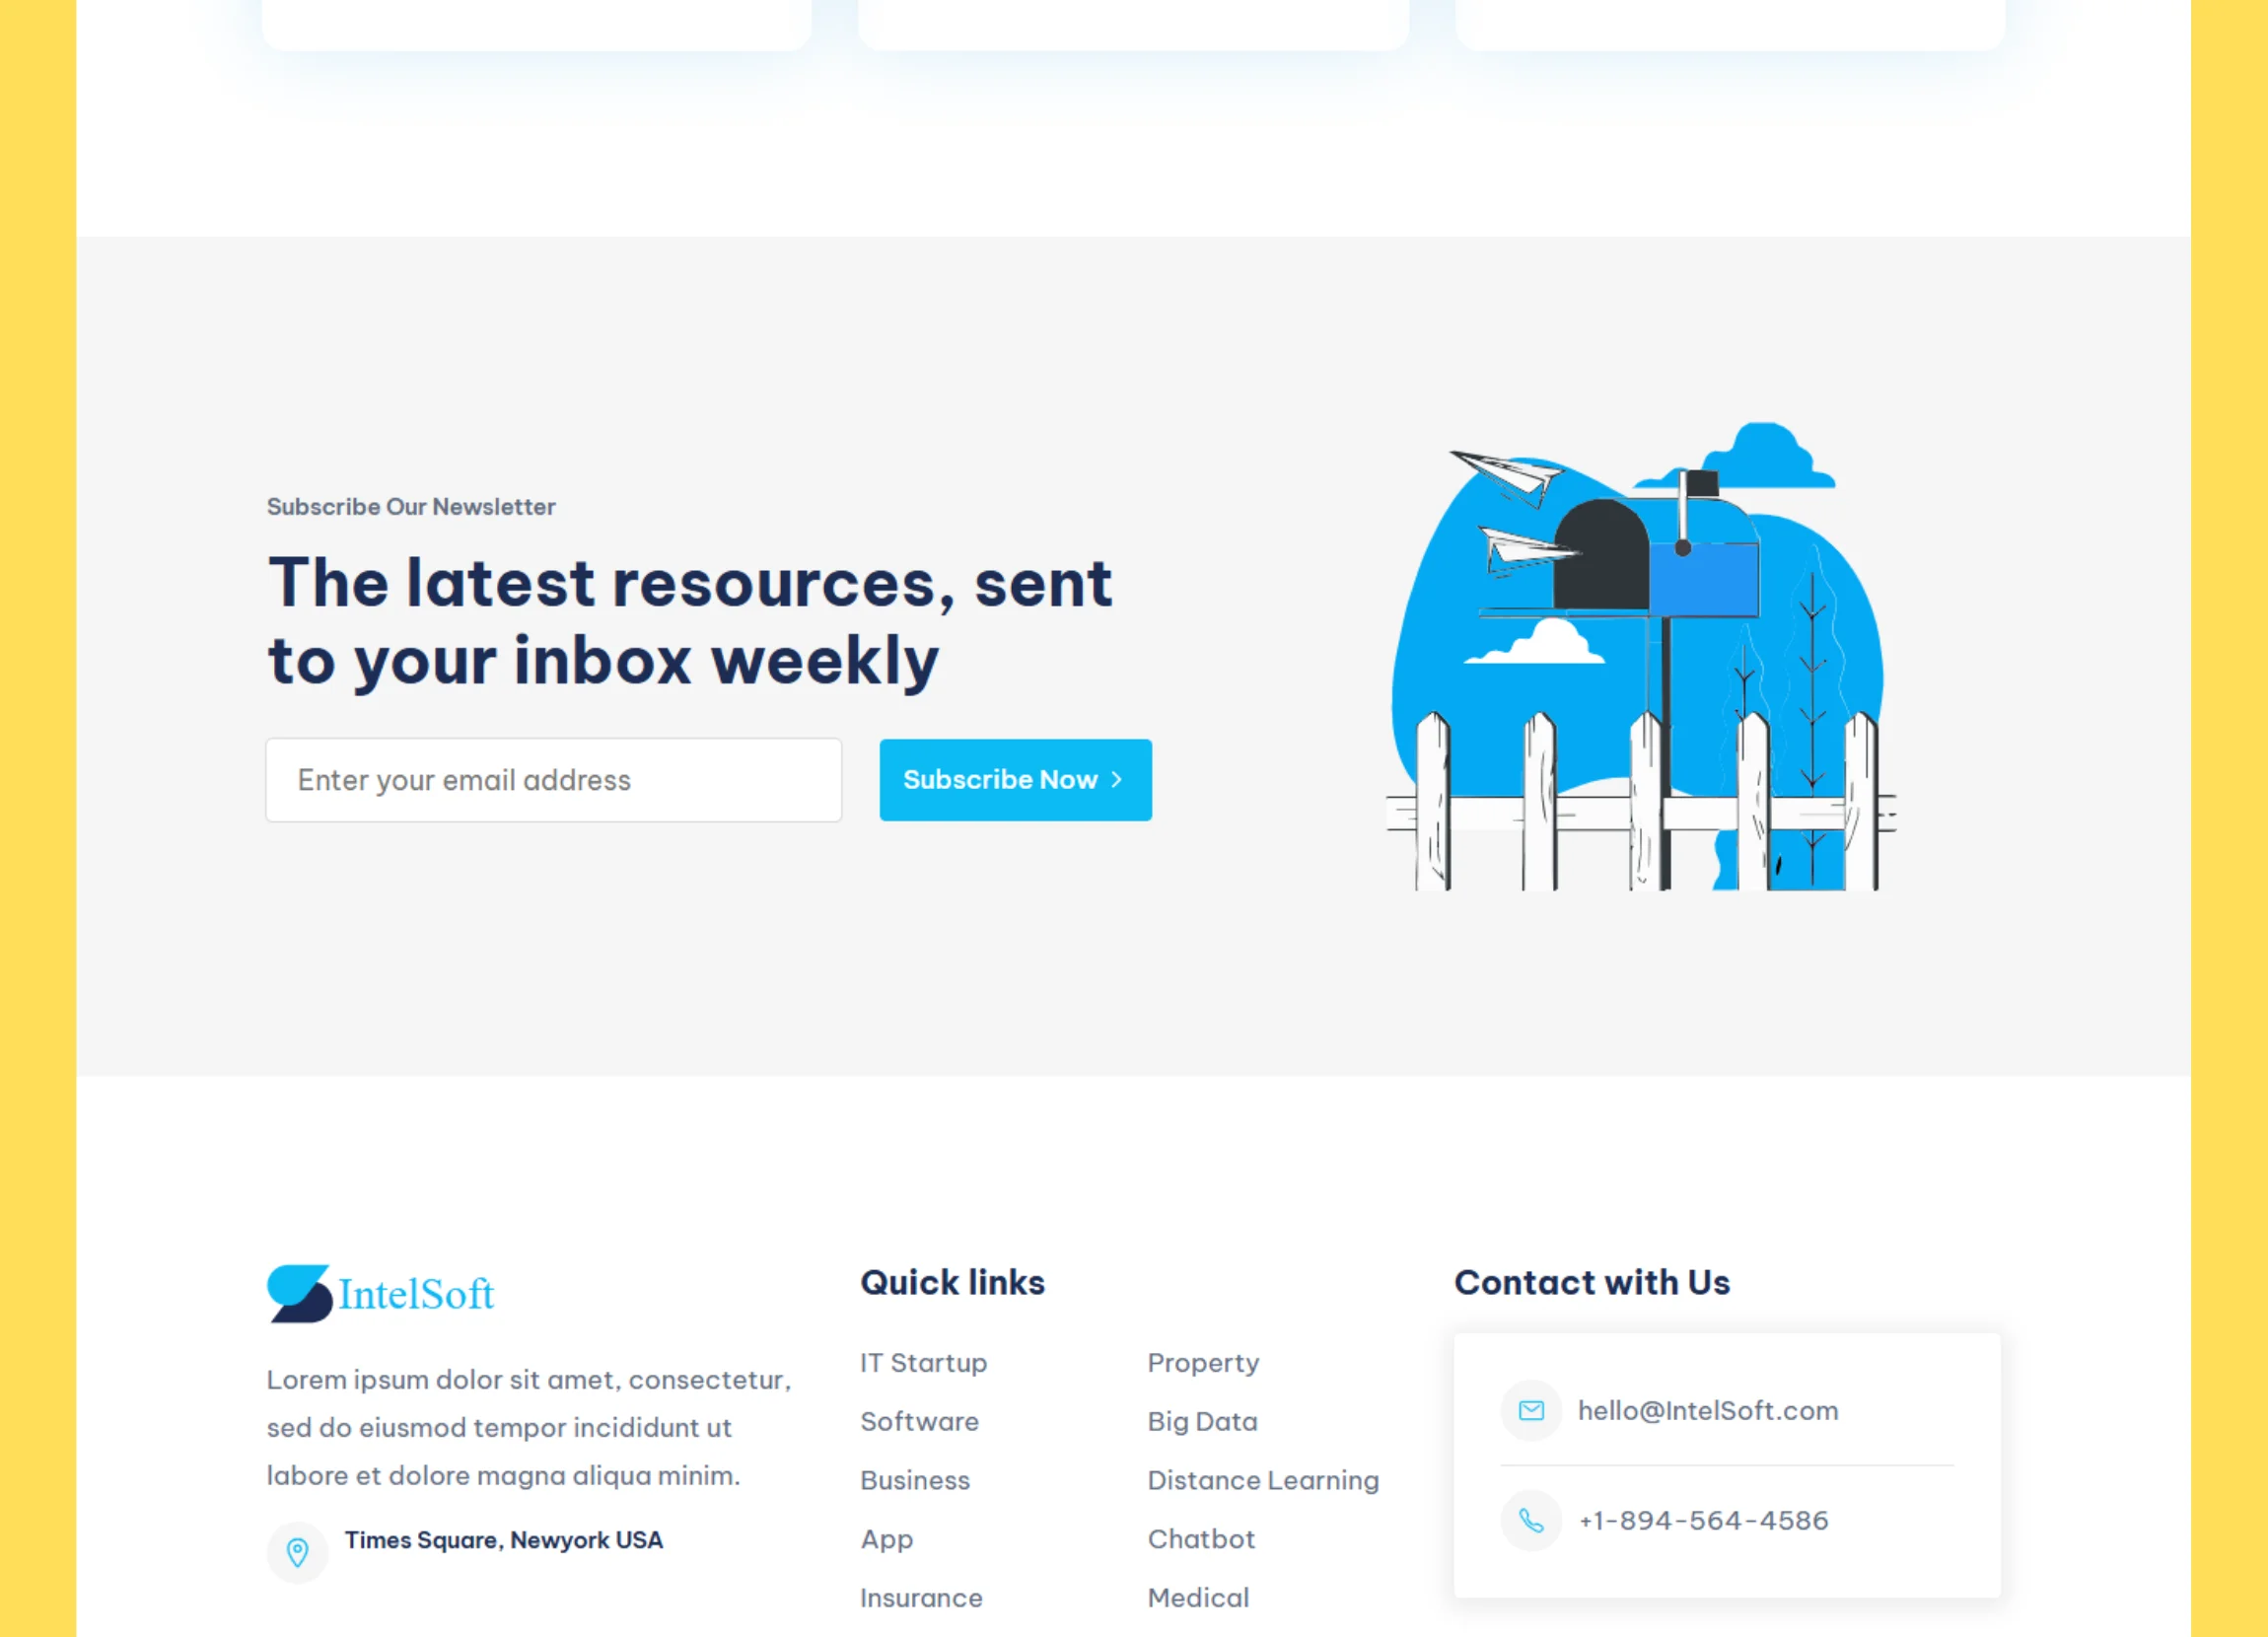 Subscribe Our Newsletter
The latest resources, sent
to your inbox weekly
Enter your email address
Subscribe Now
IntelSoft
Lorem ipsum dolor sit amet, consectetur,
sed do eiusmod tempor incididunt ut
labore et dolore magna aliqua minim.
Times Square, Newyork USA
Quick links
IT Startup
Software
Business
App
Insurance
Property
Big Data
Distance Learning
Chatbot
Medical
Contact with Us
hello@IntelSoft.com
+1-894-564-4586